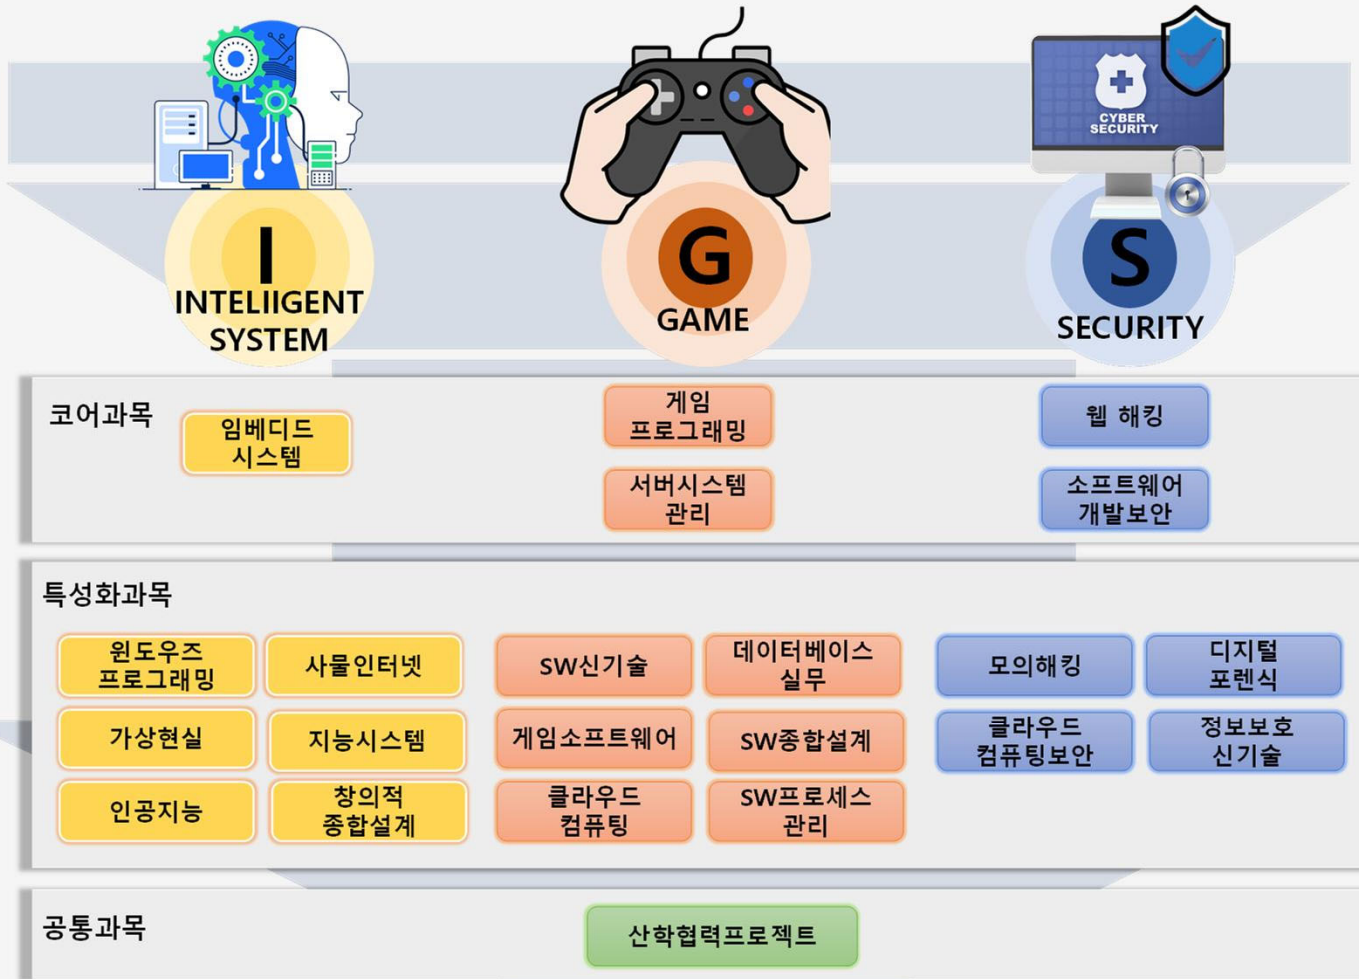 CYBER
SECURITY
I
INTELIIGENT
SYSTEM
G
GAME
S
SECURITY
코어과목
임베디드
시스템
게임
프로그래밍
웹 해킹
서버시스템
관리
소프트웨어
개발보안
특성화과목
윈도우즈
프로그래밍
사물인터넷
SW신기술
데이터베이스
실무
모의해킹
디지털
포렌식
가상현실
지능시스템
게임소프트웨어
SW종합설계
클라우드
컴퓨팅보안
정보보호
신기술
인공지능
창의적
종합설계
클라우드
컴퓨팅
SW프로세스
관리
공통과목
산학협력프로젝트